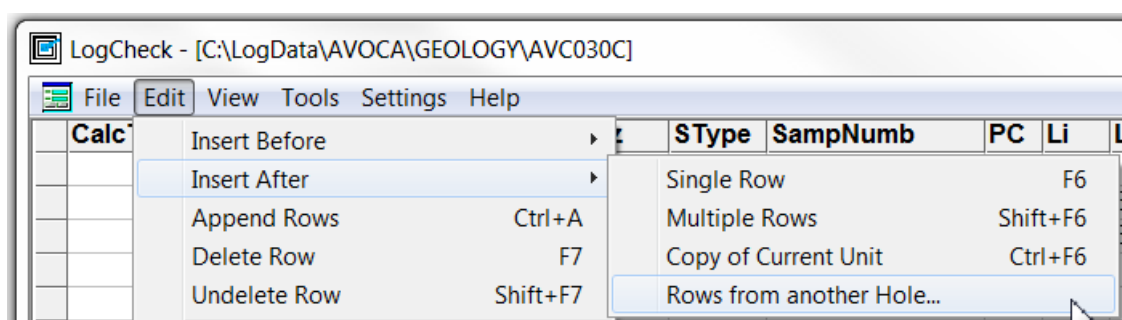 LogCheck - [C:\LogData\AVOCA\GEOLOGY\AVC030C]
File Edit View Tools Settings Help
SType SampNumb PC Li
Insert Before
Insert After
Append Rows Ctrl+A
Delete Row F7
Undelete Row Shift+F7
Single Row F6
Multiple Rows Shift+F6
Copy of Current Unit Ctrl+F6
Rows from another Hole...